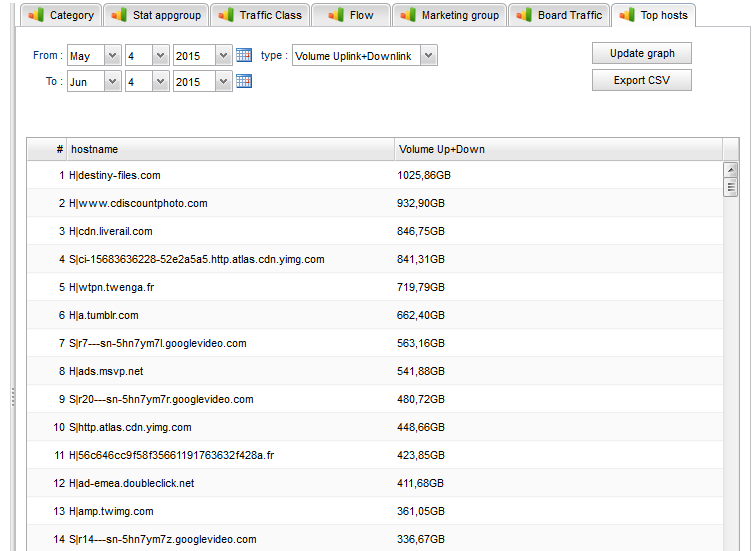 Category Stat appgroup Traffic Class Flow Marketing group Board Traffic Top hosts
From : May 4 2015 type : Volume Uplink+Downlink Update graph
To : Jun 4 2015 Export CSV
# hostname Volume Up+Down
1 H|destiny-files.com 1025,86GB
2 H|www.cdiscountphoto.com 932,90GB
3 H|cdn.liverail.com 846,75GB
4 S|ci-15683636228-52e2a5a5.http.atlas.cdn.yimg.com 841,31GB
5 H|wtpn.twenga.fr 719,79GB
6 H|a.tumblr.com 662,40GB
7 S|r7---sn-5hn7ym7l.googlevideo.com 563,16GB
8 H|ads.msvp.net 541,88GB
9 S|r20---sn-5hn7ym7r.googlevideo.com 480,72GB
10 S|http.atlas.cdn.yimg.com 448,66GB
11 H|56c646cc9f58f35661191763632f428a.fr 423,85GB
12 H|ad-emea.doubleclick.net 411,68GB
13 H|amp.twimg.com 361,05GB
14 S|r14---sn-5hn7ym7z.googlevideo.com 336,67GB